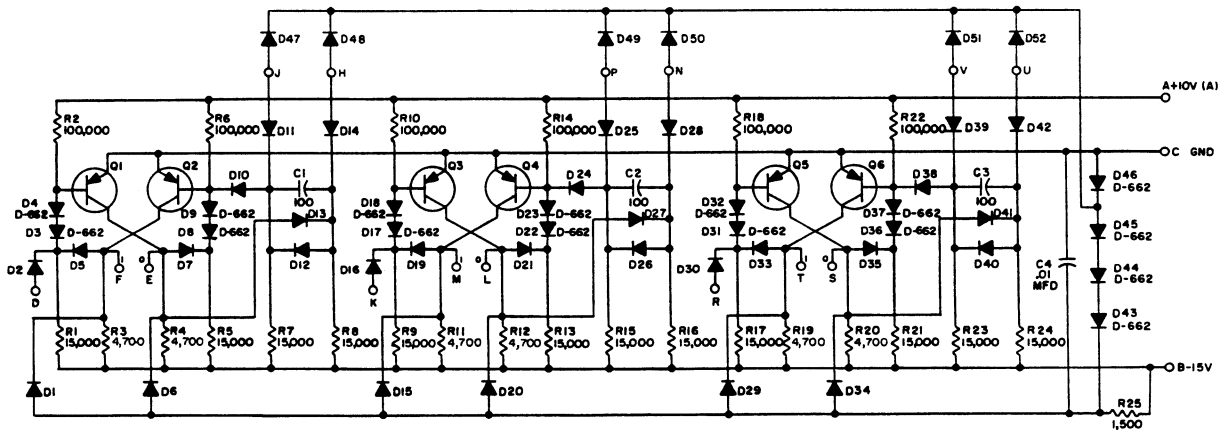 D47 D48 D49 D50 D51 D52
J H P N V U
A+10V (A)
R2 100,000
R6 100,000
D11
D14
R10 100,000
R14 100,000
D25
D28
R18 100,000
R22 100,000
D39
D42
C GND
Q1 Q2 Q3 Q4 Q5 Q6
D10
C1 100
D24
C2 100
D38
C3 100
D46 D-662
D4 D-662
D9 D-662
D13
D18 D-662
D23 D-662
D27
D32 D-662
D37 D-662
D41
D45 D-662
D3 D-662
D8 D-662
D17 D-662
D22 D-662
D31 D-662
D36 D-662
D2
D5
D7
D12
D16
D19
D21
D26
D30
D33
D35
D40
C4 .01 MFD
D44 D-662
1 F 0 E
1 M 0 L
1 T 0 S
D K R
D43 D-662
R1 15,000
R3 4,700
R4 4,700
R5 15,000
R7 15,000
R8 15,000
R9 15,000
R11 4,700
R12 4,700
R13 15,000
R15 15,000
R16 15,000
R17 15,000
R19 4,700
R20 4,700
R21 15,000
R23 15,000
R24 15,000
B-15V
D1 D6 D15 D20 D29 D34
R25 1,500